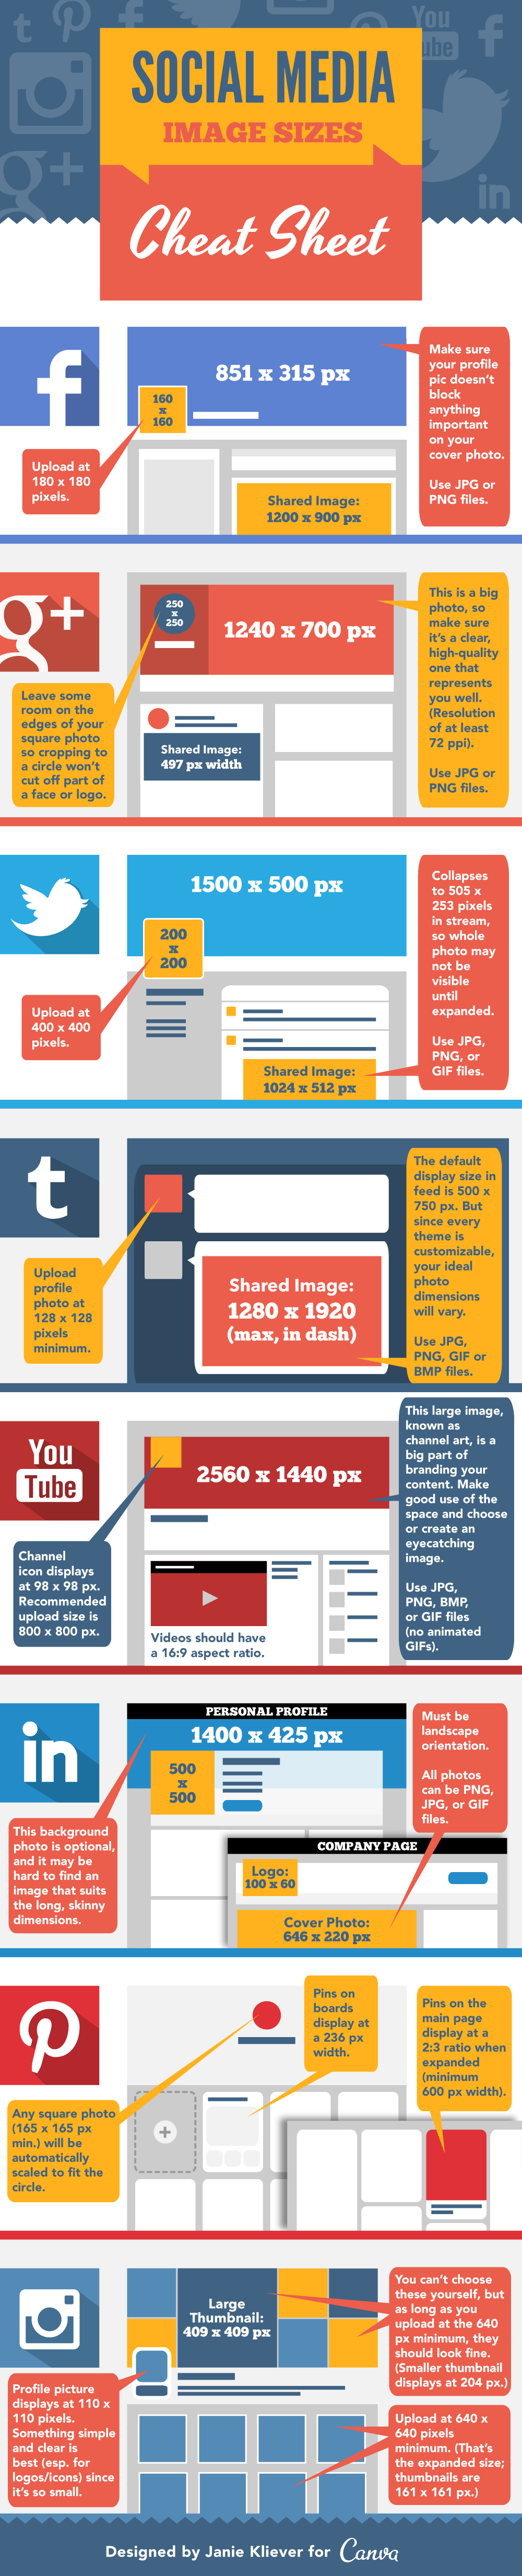 You
Tube
SOCIAL MEDIA
IMAGE SIZES
Cheat Sheet
g+
in
f
851 x 315 px
160
x
160
Upload at
180 x 180
pixels.
Shared Image:
1200 x 900 px
Make sure
your profile
pic doesn't
block
anything
important
on your
cover photo.
Use JPG or
PNG files.
g+
250
x
250
1240 x 700 px
Leave some
room on the
edges of your
square photo
so cropping to
a circle won't
cut off part of
a face or logo.
Shared Image:
497 px width
This is a big
photo, so
make sure
it's a clear,
high-quality
one that
represents
you well.
(Resolution
of at least
72 ppi).
Use JPG or
PNG files.
1500 x 500 px
200
x
200
Upload at
400 x 400
pixels.
Shared Image:
1024 x 512 px
Collapses
to 505 x
253 pixels
in stream,
so whole
photo may
not be
visible
until
expanded.
Use JPG,
PNG, or
GIF files.
t
Upload
profile
photo at
128 x 128
pixels
minimum.
Shared Image:
1280 x 1920
(max, in dash)
The default
display size in
feed is 500 x
750 px. But
since every
theme is
customizable,
your ideal
photo
dimensions
will vary.
Use JPG,
PNG, GIF or
BMP files.
You
Tube
2560 x 1440 px
Channel
icon displays
at 98 x 98 px.
Recommended
upload size is
800 x 800 px.
Videos should have
a 16:9 aspect ratio.
This large image,
known as
channel art, is a
big part of
branding your
content. Make
good use of the
space and choose
or create an
eyecatching
image.
Use JPG,
PNG, BMP,
or GIF files
(no animated
GIFs).
in
PERSONAL PROFILE
1400 x 425 px
500
x
500
This background
photo is optional,
and it may be
hard to find an
image that suits
the long, skinny
dimensions.
COMPANY PAGE
Logo:
100 x 60
Cover Photo:
646 x 220 px
Must be
landscape
orientation.
All photos
can be PNG,
JPG, or GIF
files.
Any square photo
(165 x 165 px
min.) will be
automatically
scaled to fit the
circle.
Pins on
boards
display at
a 236 px
width.
Pins on the
main page
display at a
2:3 ratio when
expanded
(minimum
600 px width).
Large
Thumbnail:
409 x 409 px
Profile picture
displays at 110 x
110 pixels.
Something simple
and clear is
best (esp. for
logos/icons) since
it's so small.
You can't choose
these yourself, but
as long as you
upload at the 640
px minimum, they
should look fine.
(Smaller thumbnail
displays at 204 px.)
Upload at 640 x
640 pixels
minimum. (That's
the expanded size;
thumbnails are
161 x 161 px.)
Designed by Janie Kliever for Canva